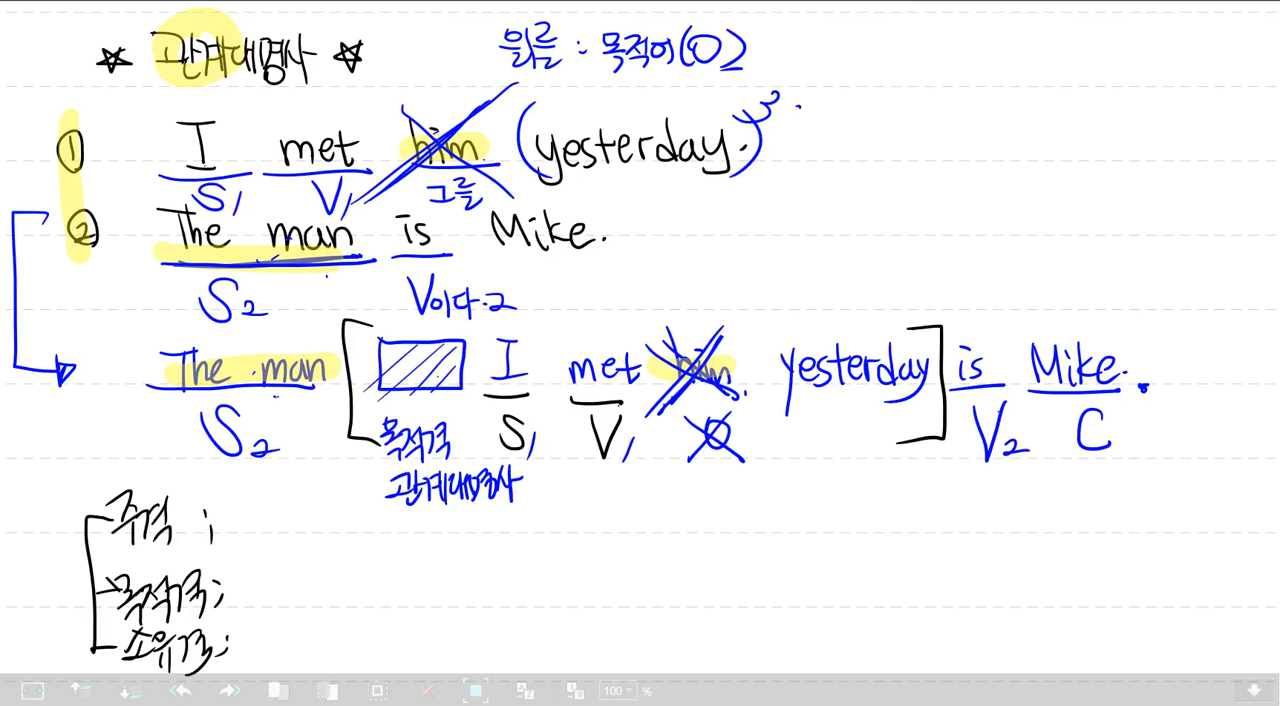 ☆ 관계대명사 ☆ 을/를 : 목적어(O)
① I met him (yesterday.)
S₁ V₁ 그를
② The man is Mike.
S₂ V이다.2
The man [ I met him. yesterday ] is Mike.
S₂ 목적격 S₁ V₁ O V₂ C
관계대명사
주격 ;
목적격 ;
소유격 ;
100 %